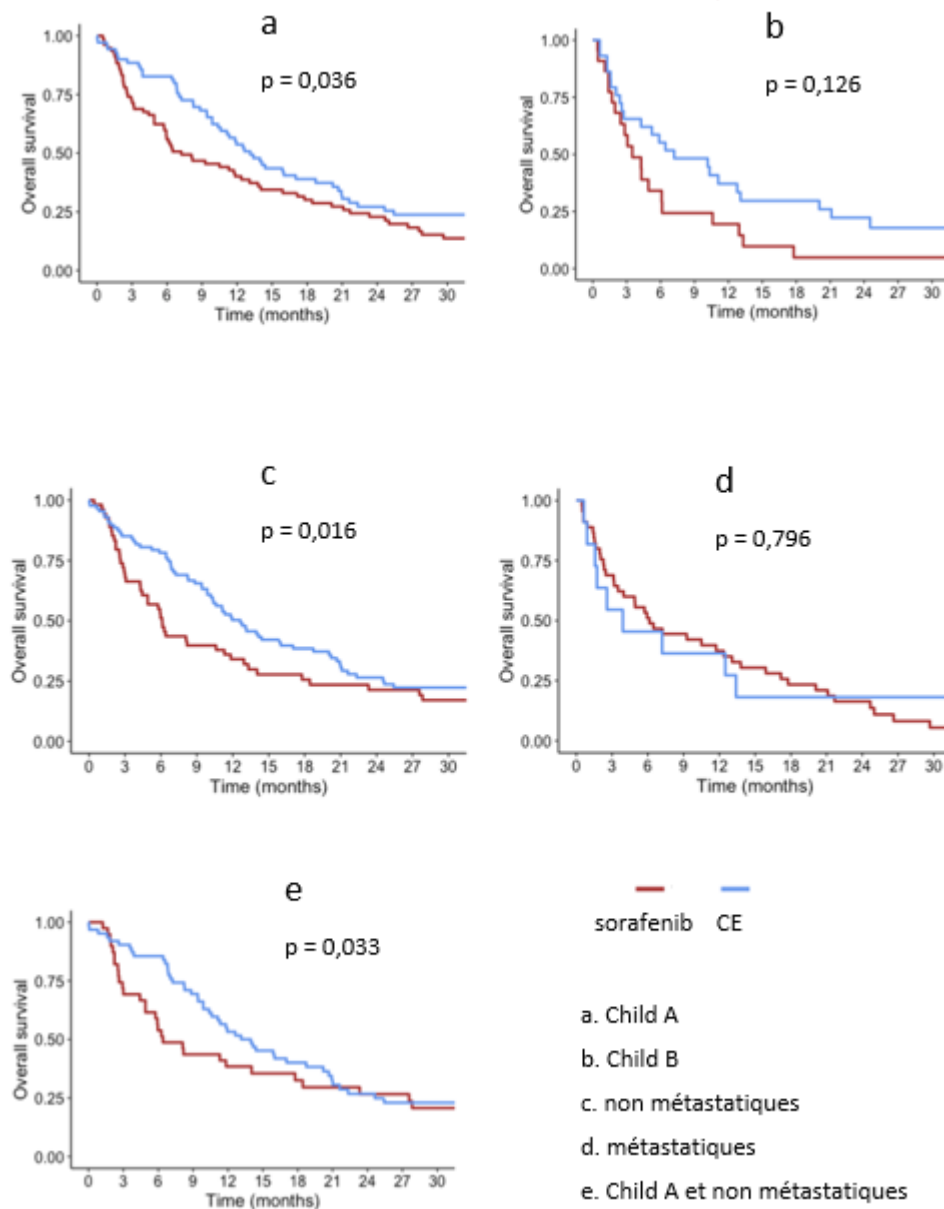 a
p = 0,036
Overall survival
1.00
0.75
0.50
0.25
0.00
0 3 6 9 12 15 18 21 24 27 30
Time (months)
b
p = 0,126
Overall survival
1.00
0.75
0.50
0.25
0.00
0 3 6 9 12 15 18 21 24 27 30
Time (months)
c
p = 0,016
Overall survival
1.00
0.75
0.50
0.25
0.00
0 3 6 9 12 15 18 21 24 27 30
Time (months)
d
p = 0,796
Overall survival
1.00
0.75
0.50
0.25
0.00
0 3 6 9 12 15 18 21 24 27 30
Time (months)
e
p = 0,033
Overall survival
1.00
0.75
0.50
0.25
0.00
0 3 6 9 12 15 18 21 24 27 30
Time (months)
sorafenib CE
a. Child A
b. Child B
c. non métastatiques
d. métastatiques
e. Child A et non métastatiques